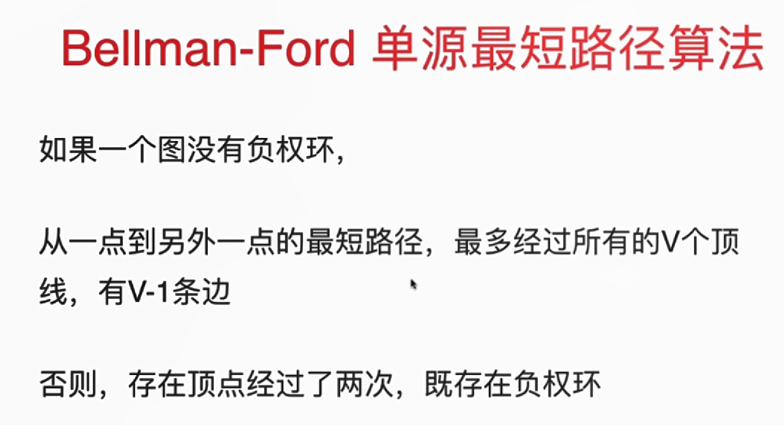 Bellman-Ford 单源最短路径算法
如果一个图没有负权环，
从一点到另外一点的最短路径，最多经过所有的V个顶
线，有V-1条边
否则，存在顶点经过了两次，既存在负权环